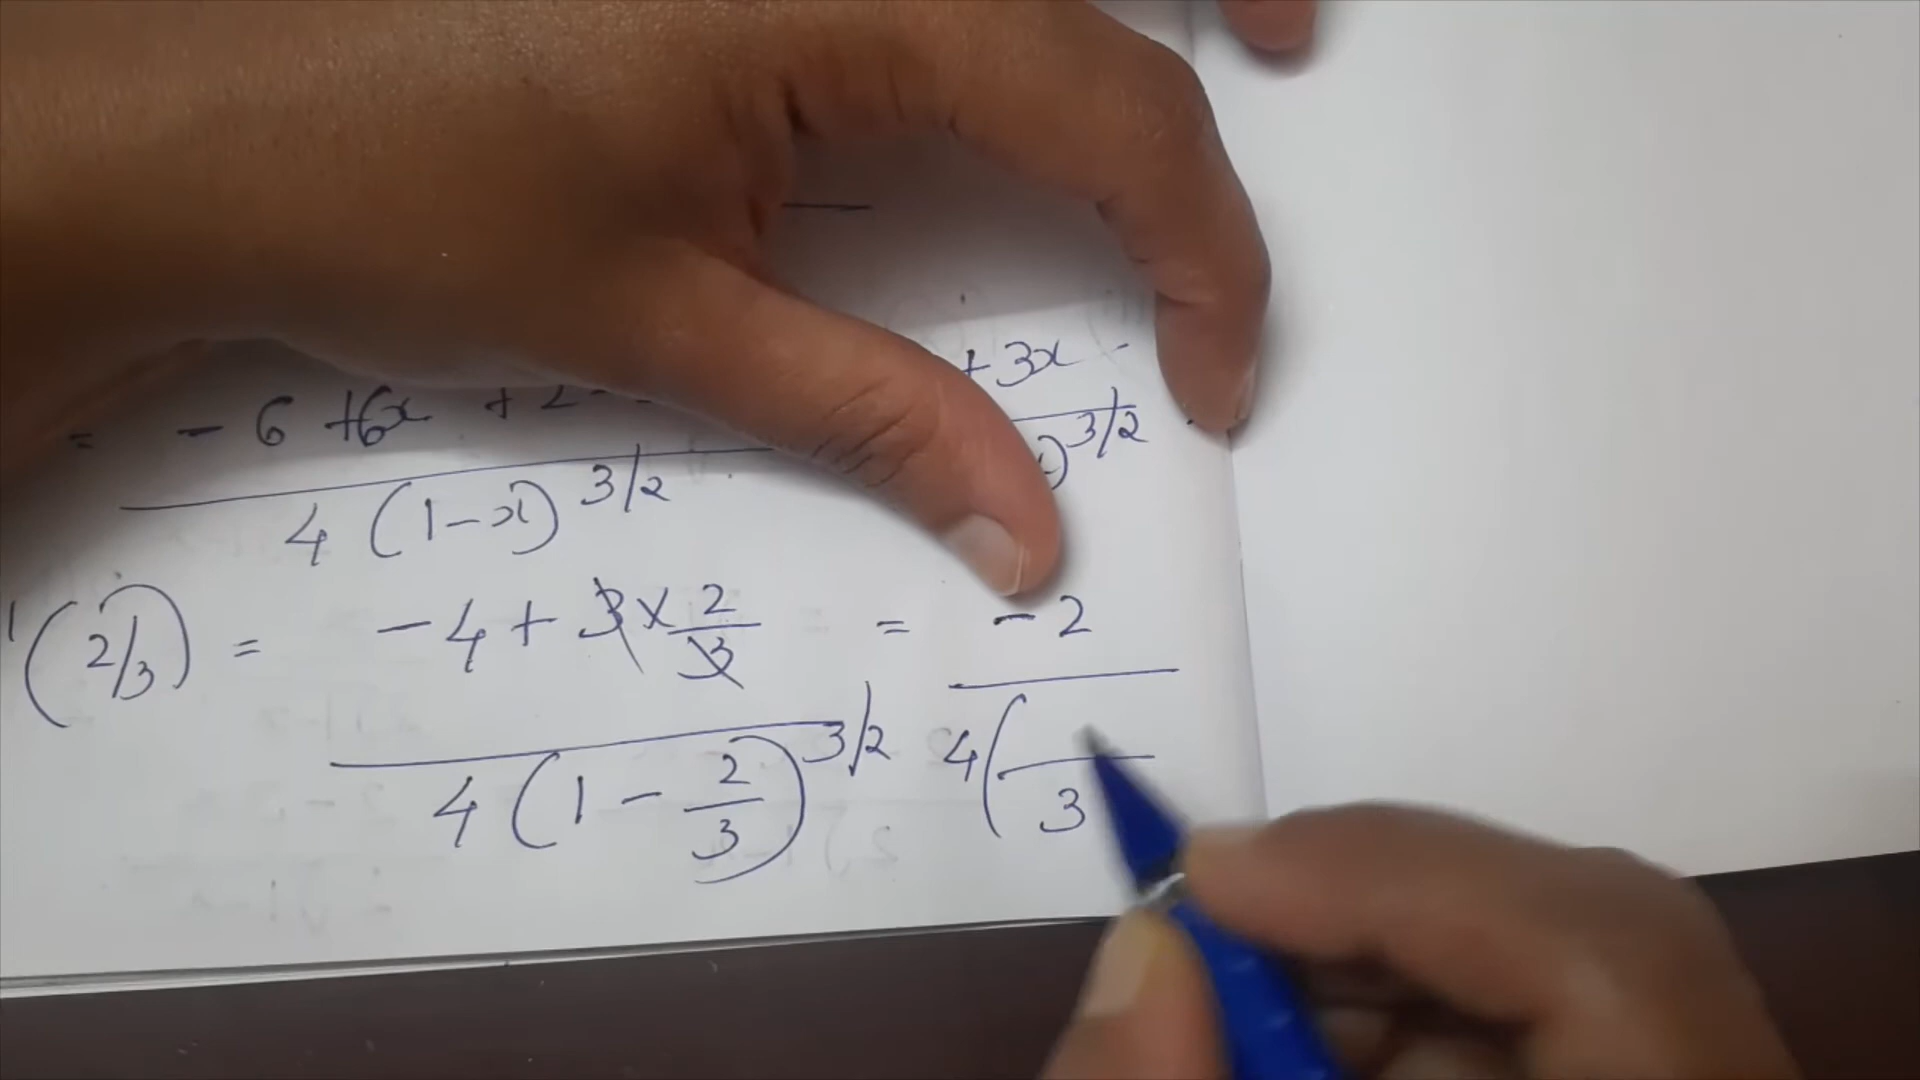 = - 6 + 6x + 2 - + 3x -
4 (1-x) 3/2 ) 3/2
(2/3) = - 4 + 3 x 2/3 = - 2
4 (1 - 2/3) 3/2 4 ( /3